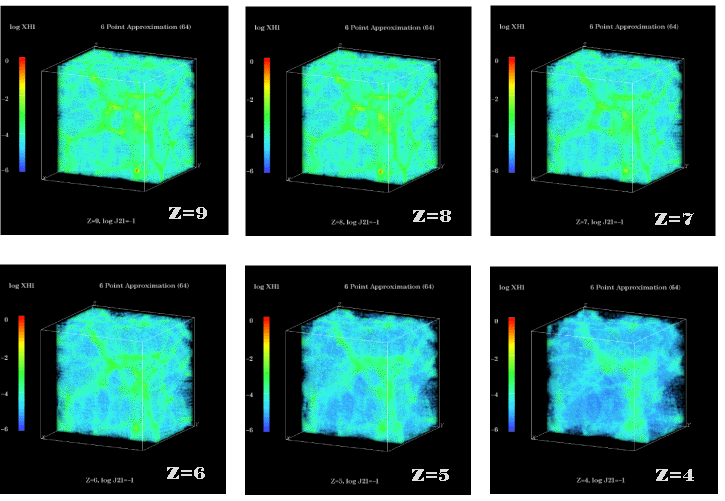 log XHI 6 Point Approximation (64)
0
-2
-4
-6
Z=9, log J21=-1
Z=9
log XHI 6 Point Approximation (64)
0
-2
-4
-6
Z=8, log J21=-1
Z=8
log XHI 6 Point Approximation (64)
0
-2
-4
-6
Z=7, log J21=-1
Z=7
log XHI 6 Point Approximation (64)
0
-2
-4
-6
Z=6, log J21=-1
Z=6
log XHI 6 Point Approximation (64)
0
-2
-4
-6
Z=5, log J21=-1
Z=5
log XHI 6 Point Approximation (64)
0
-2
-4
-6
Z=4, log J21=-1
Z=4